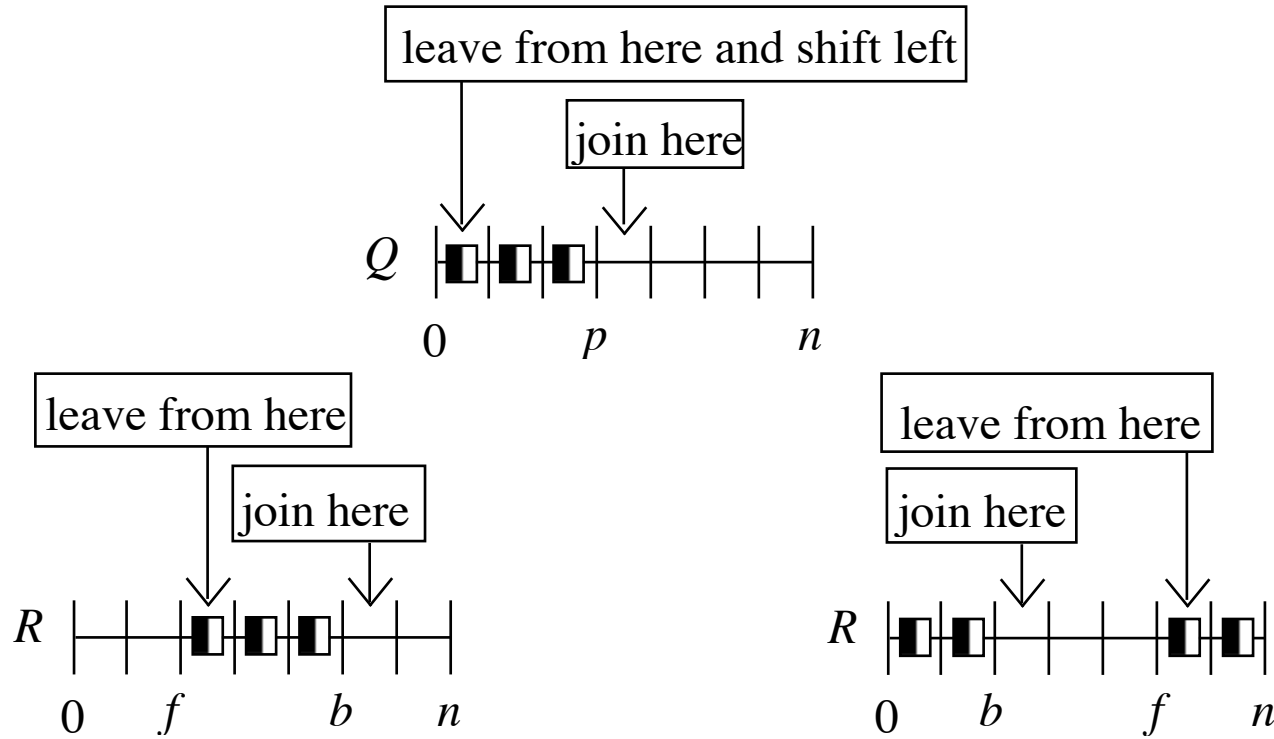 leave from here and shift left
join here
Q
0 p n
leave from here
join here
R
0 f b n
leave from here
join here
R
0 b f n